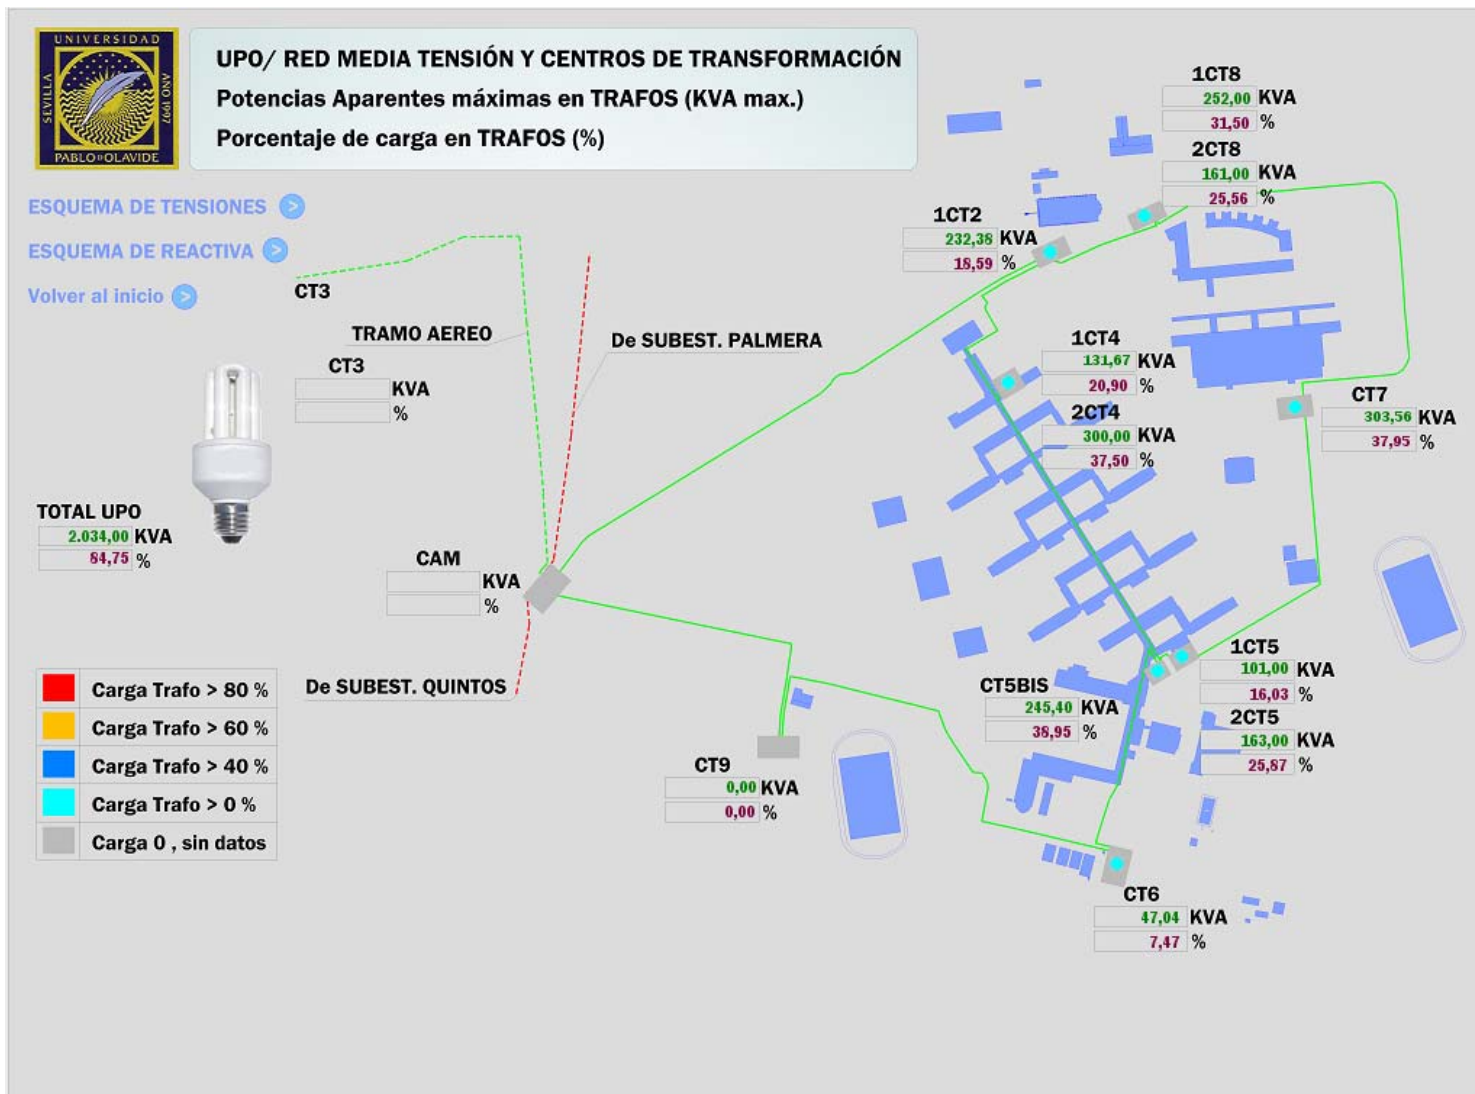 UNIVERSIDAD
SEVILLA
AÑO 1997
PABLO D OLAVIDE
UPO/ RED MEDIA TENSIÓN Y CENTROS DE TRANSFORMACIÓN
Potencias Aparentes máximas en TRAFOS (KVA max.)
Porcentaje de carga en TRAFOS (%)
ESQUEMA DE TENSIONES >
ESQUEMA DE REACTIVA >
Volver al inicio >
CT3
TRAMO AEREO
De SUBEST. PALMERA
CT3
KVA
%
TOTAL UPO
2.034,00 KVA
84,75 %
CAM
KVA
%
De SUBEST. QUINTOS
Carga Trafo > 80 %
Carga Trafo > 60 %
Carga Trafo > 40 %
Carga Trafo > 0 %
Carga 0 , sin datos
1CT8
252,00 KVA
31,50 %
2CT8
161,00 KVA
25,56 %
1CT2
232,38 KVA
18,59 %
1CT4
131,67 KVA
20,90 %
2CT4
300,00 KVA
37,50 %
CT7
303,56 KVA
37,95 %
1CT5
101,00 KVA
16,03 %
2CT5
163,00 KVA
25,87 %
CT5BIS
245,40 KVA
38,95 %
CT9
0,00 KVA
0,00 %
CT6
47,04 KVA
7,47 %